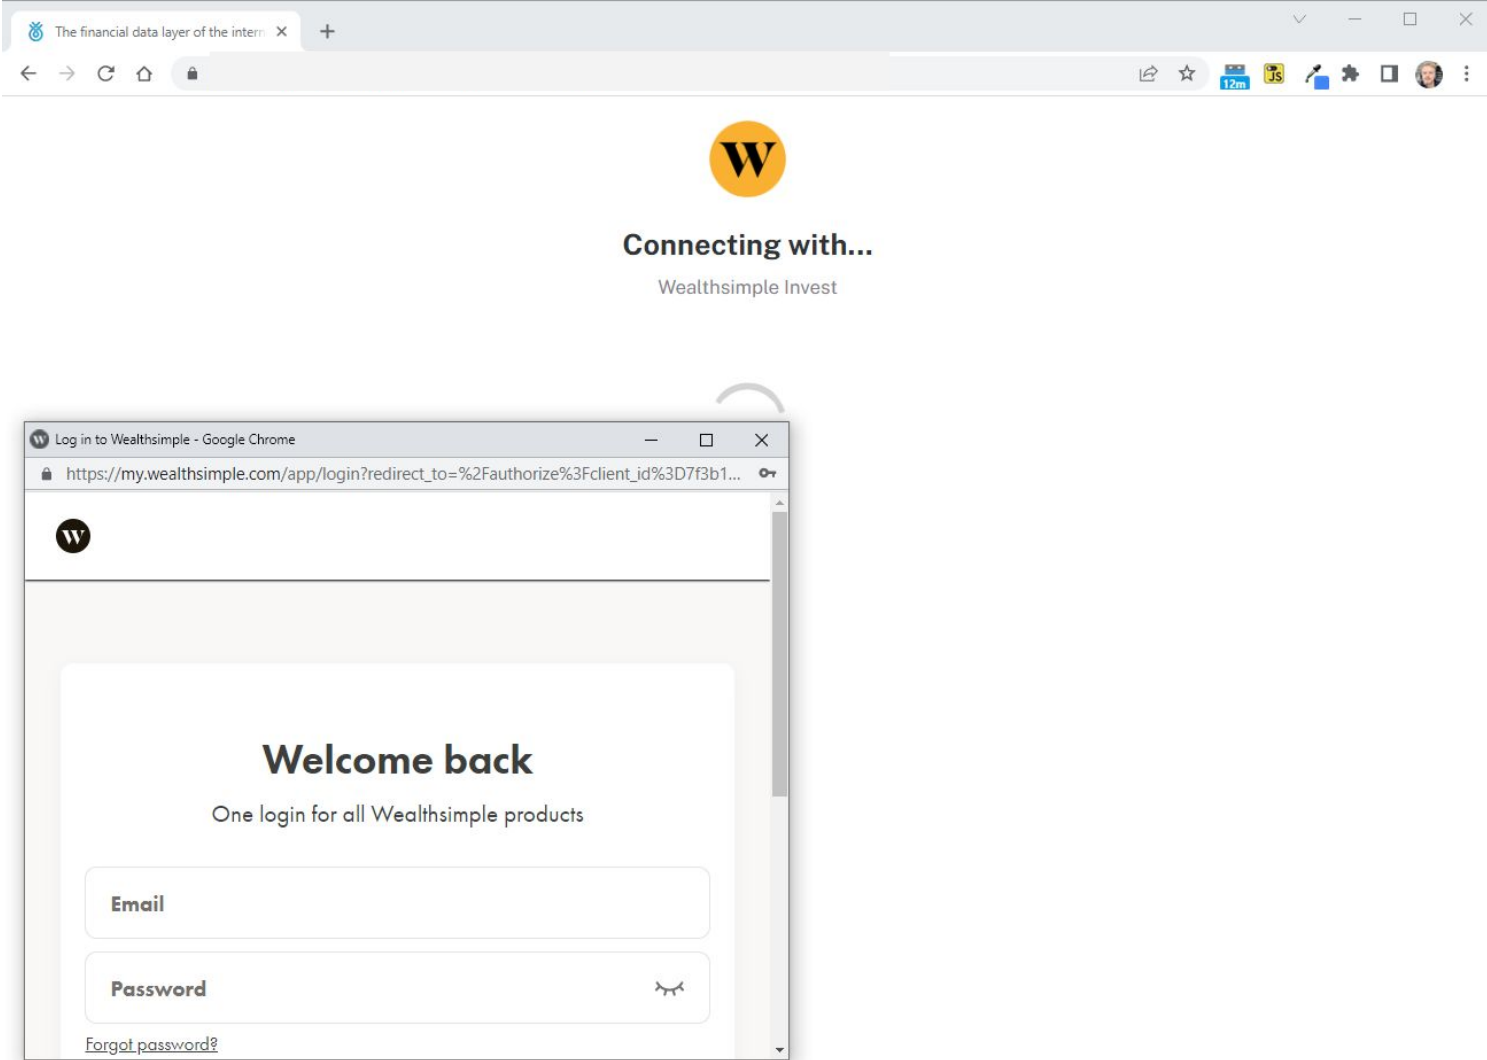 The financial data layer of the intern
12m
JS
W
Connecting with...
Wealthsimple Invest
W Log in to Wealthsimple - Google Chrome
https://my.wealthsimple.com/app/login?redirect_to=%2Fauthorize%3Fclient_id%3D7f3b1...
W
Welcome back
One login for all Wealthsimple products
Email
Password
Forgot password?